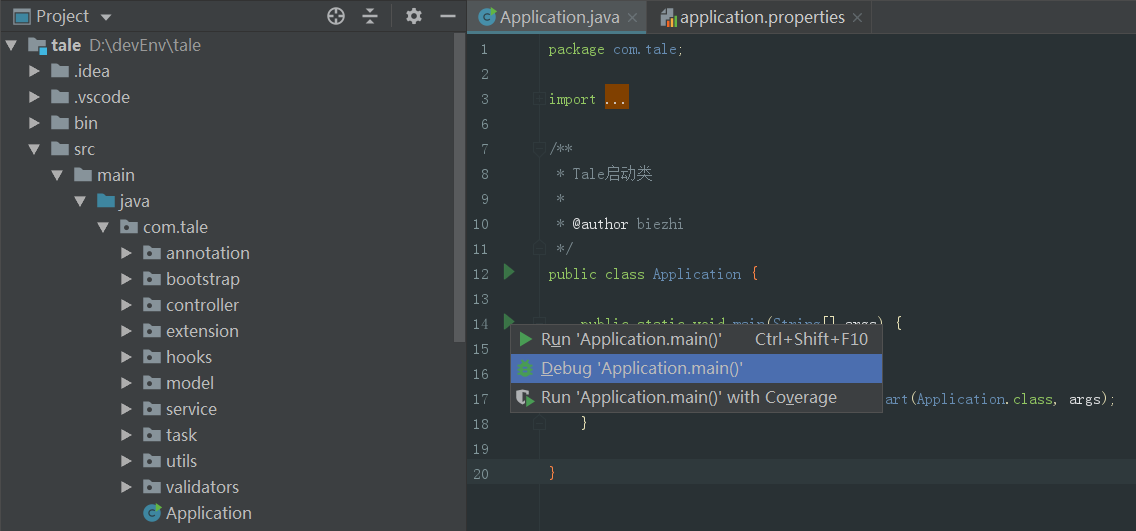 Project
tale D:\devEnv\tale
.idea
.vscode
bin
src
main
java
com.tale
annotation
bootstrap
controller
extension
hooks
model
service
task
utils
validators
Application
Application.java
application.properties
1 package com.tale;
2
3 import ...
6
7 /**
8 * Tale启动类
9 *
10 * @author biezhi
11 */
12 public class Application {
13
14 public static void main(String[] args) {
15 Run 'Application.main()' Ctrl+Shift+F10
16 Debug 'Application.main()'
17 art(Application.class, args);
Run 'Application.main()' with Coverage
18 }
19
20 }